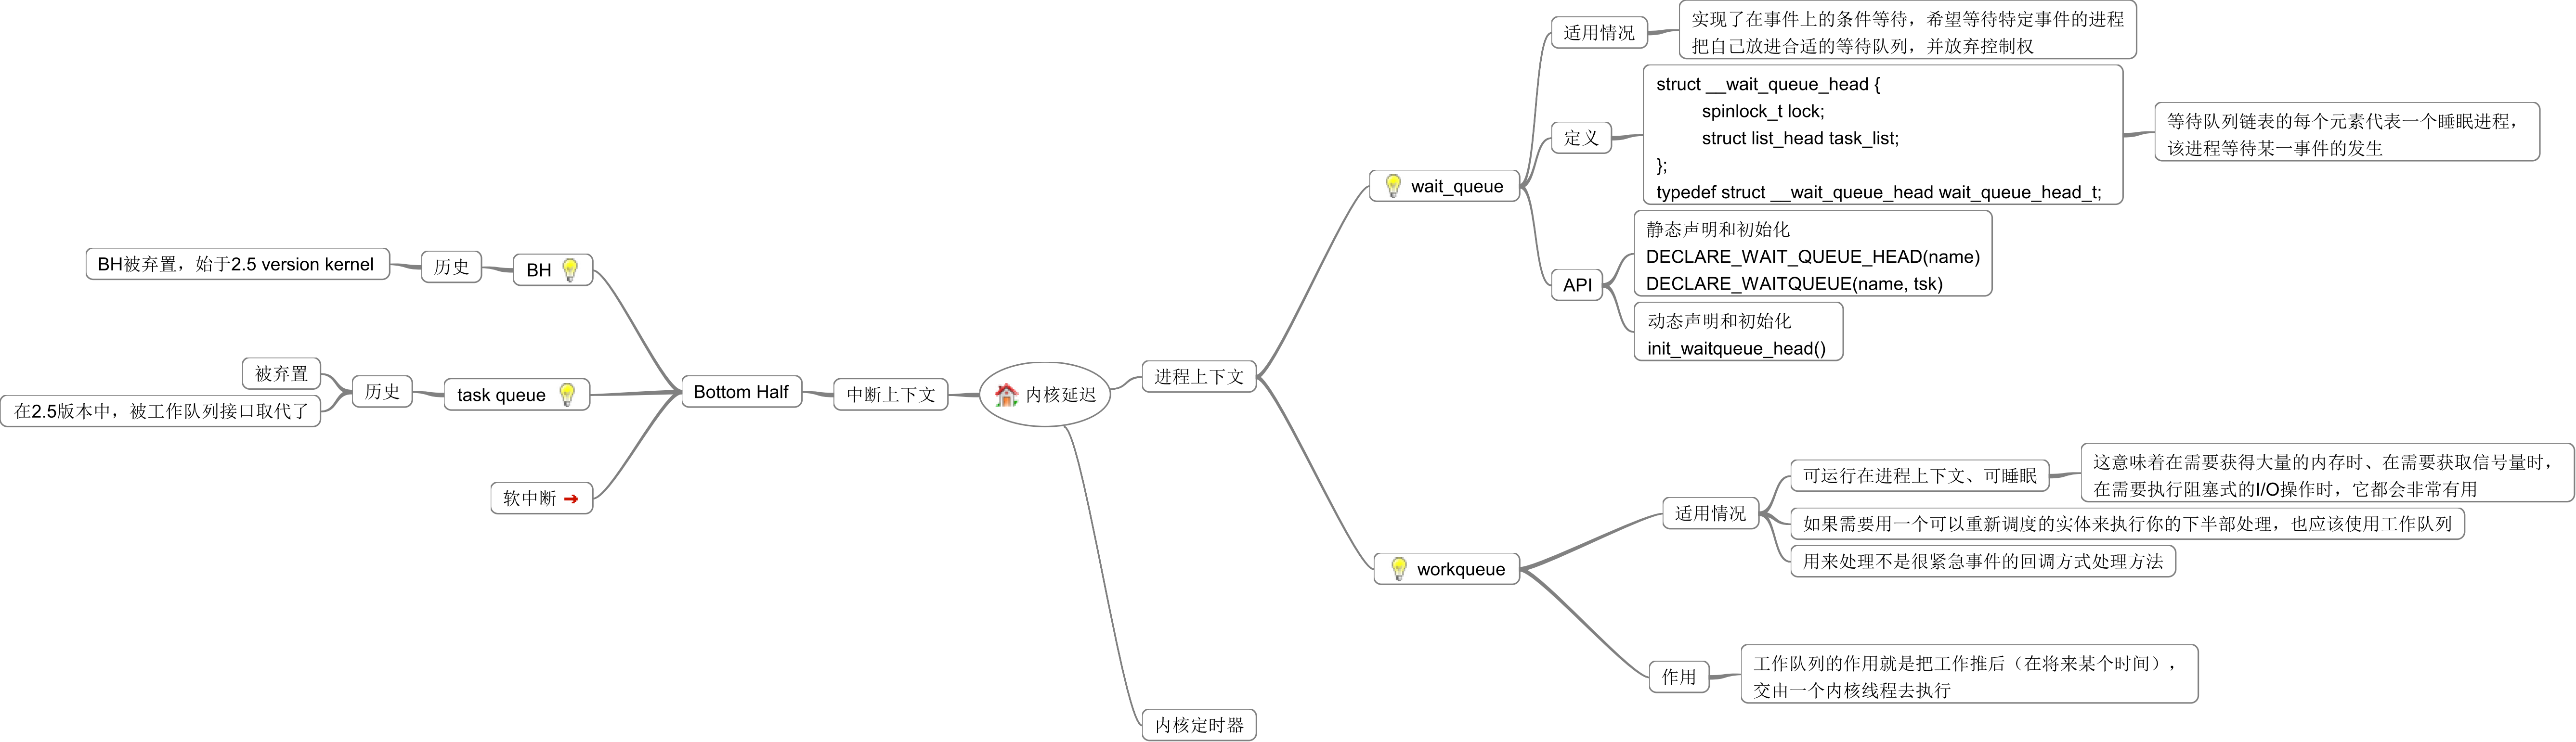 内核延迟
进程上下文
wait_queue
适用情况
实现了在事件上的条件等待，希望等待特定事件的进程
把自己放进合适的等待队列，并放弃控制权
定义
struct __wait_queue_head {
spinlock_t lock;
struct list_head task_list;
};
typedef struct __wait_queue_head wait_queue_head_t;
等待队列链表的每个元素代表一个睡眠进程，
该进程等待某一事件的发生
API
静态声明和初始化
DECLARE_WAIT_QUEUE_HEAD(name)
DECLARE_WAITQUEUE(name, tsk)
动态声明和初始化
init_waitqueue_head()
workqueue
适用情况
可运行在进程上下文、可睡眠
这意味着在需要获得大量的内存时、在需要获取信号量时，
在需要执行阻塞式的I/O操作时，它都会非常有用
如果需要用一个可以重新调度的实体来执行你的下半部处理，也应该使用工作队列
用来处理不是很紧急事件的回调方式处理方法
作用
工作队列的作用就是把工作推后（在将来某个时间），
交由一个内核线程去执行
内核定时器
中断上下文
Bottom Half
BH
历史
BH被弃置，始于2.5 version kernel
task queue
历史
被弃置
在2.5版本中，被工作队列接口取代了
软中断